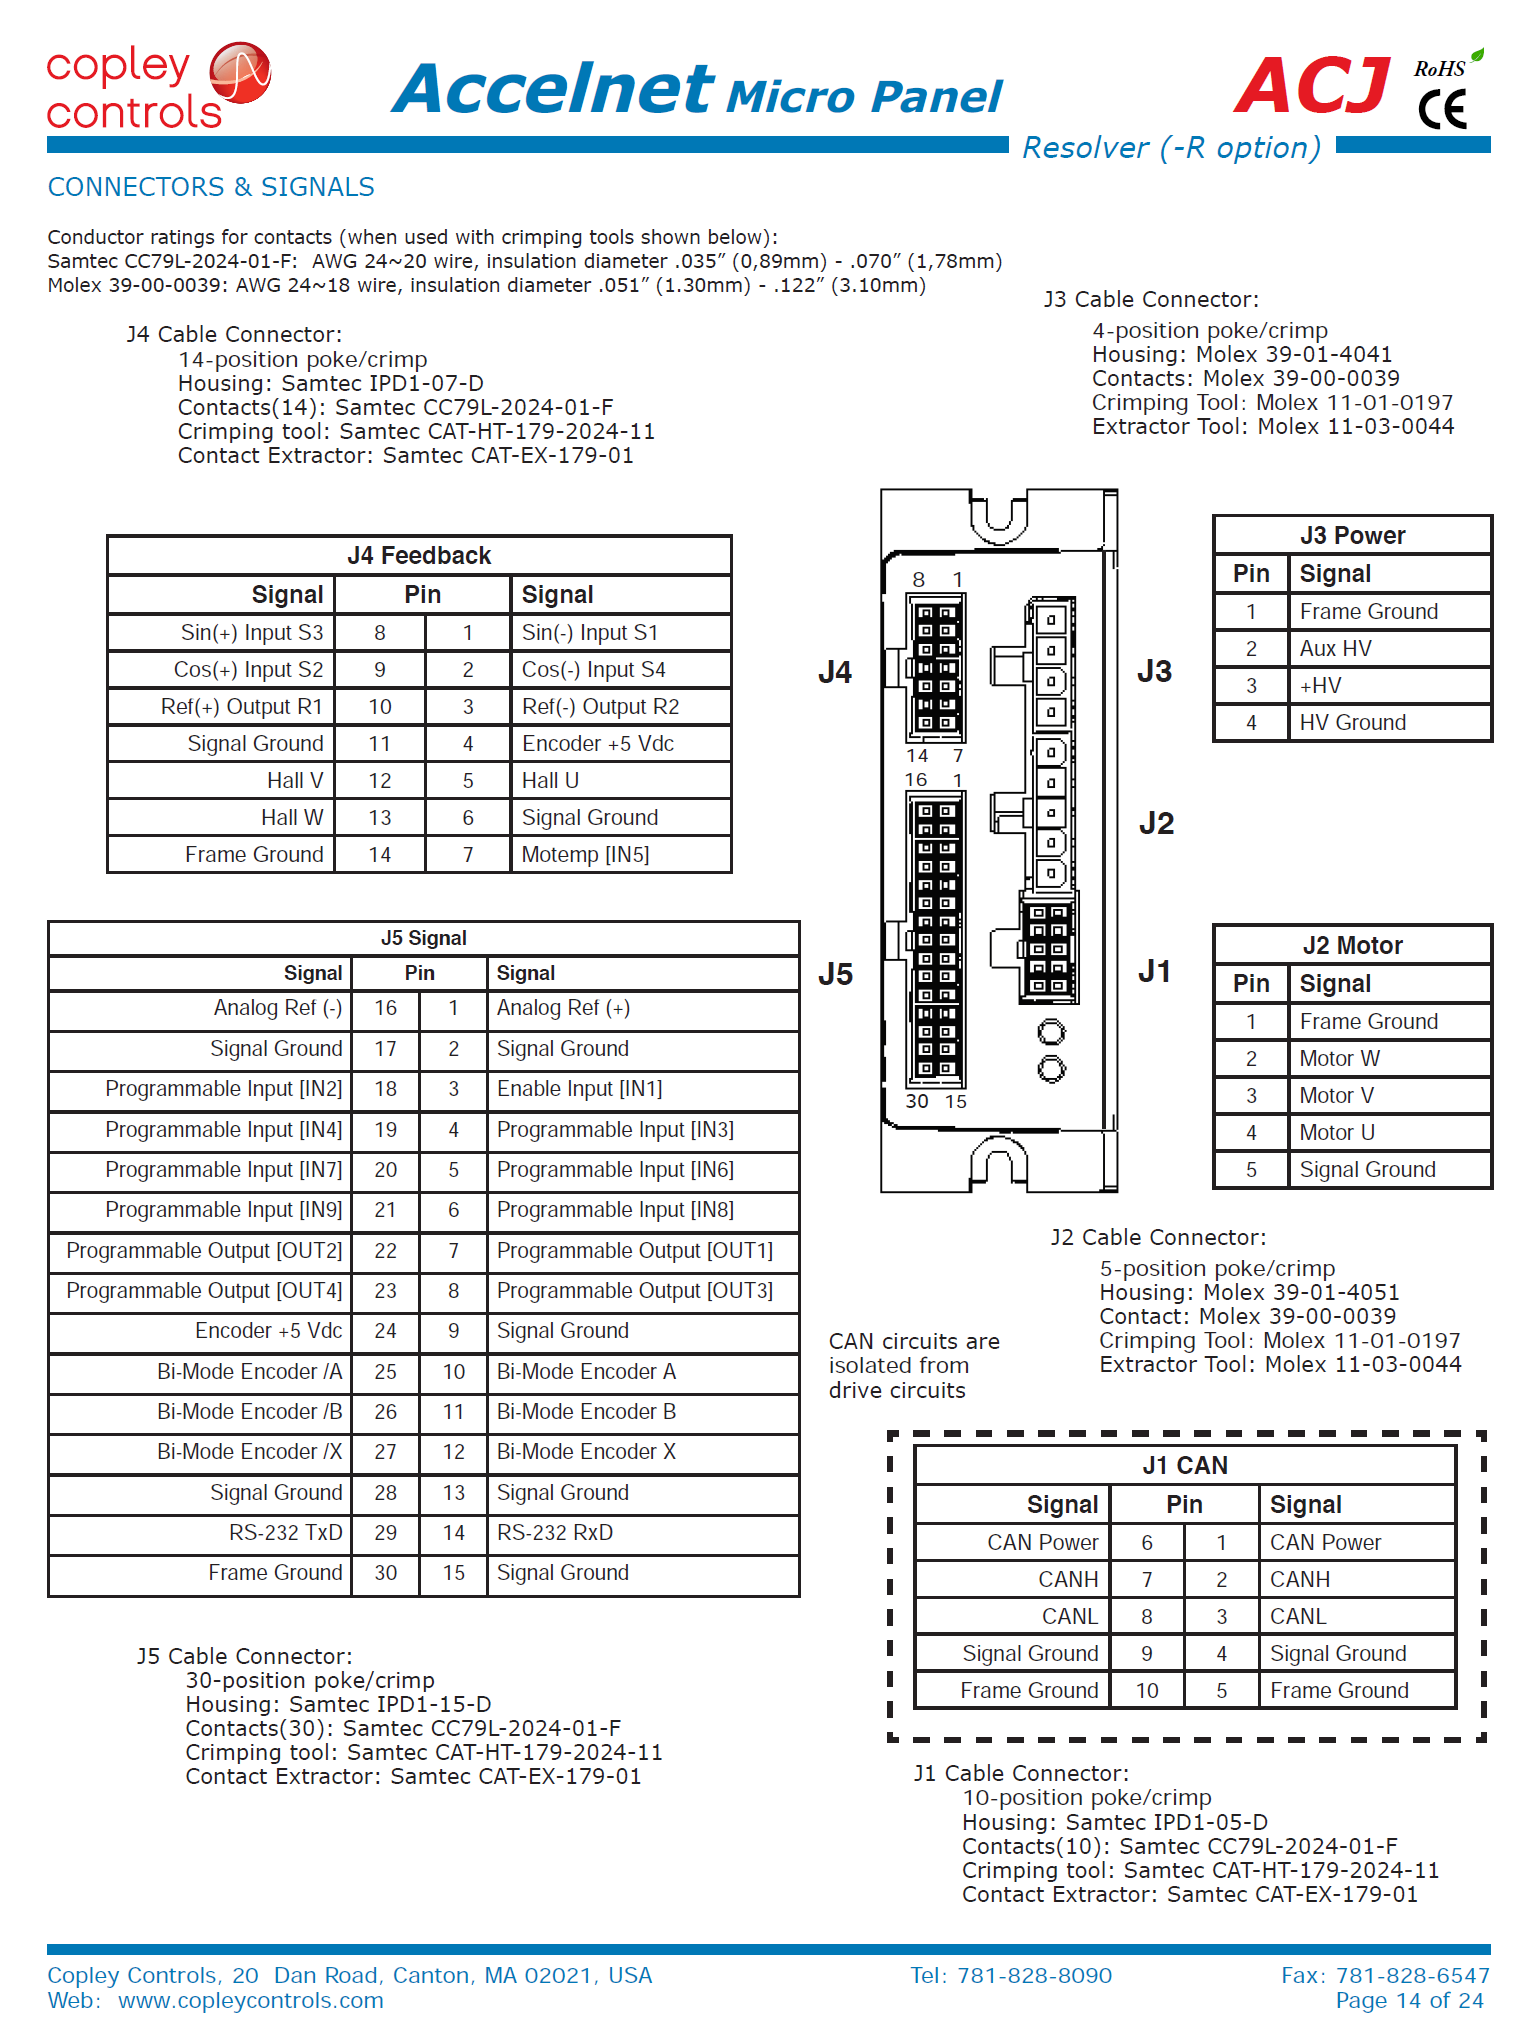 copley
controls
Accelnet Micro Panel
ACJ
RoHS
CE
Resolver (-R option)
CONNECTORS & SIGNALS
Conductor ratings for contacts (when used with crimping tools shown below):
Samtec CC79L-2024-01-F: AWG 24~20 wire, insulation diameter .035” (0,89mm) - .070” (1,78mm)
Molex 39-00-0039: AWG 24~18 wire, insulation diameter .051” (1.30mm) - .122” (3.10mm)
J4 Cable Connector:
14-position poke/crimp
Housing: Samtec IPD1-07-D
Contacts(14): Samtec CC79L-2024-01-F
Crimping tool: Samtec CAT-HT-179-2024-11
Contact Extractor: Samtec CAT-EX-179-01
J3 Cable Connector:
4-position poke/crimp
Housing: Molex 39-01-4041
Contacts: Molex 39-00-0039
Crimping Tool: Molex 11-01-0197
Extractor Tool: Molex 11-03-0044
J4 Feedback
Signal Pin Signal
Sin(+) Input S3 8 1 Sin(-) Input S1
Cos(+) Input S2 9 2 Cos(-) Input S4
Ref(+) Output R1 10 3 Ref(-) Output R2
Signal Ground 11 4 Encoder +5 Vdc
Hall V 12 5 Hall U
Hall W 13 6 Signal Ground
Frame Ground 14 7 Motemp [IN5]
8 1
J4
14 7
16 1
J5
30 15
J3
J2
J1
J3 Power
Pin Signal
1 Frame Ground
2 Aux HV
3 +HV
4 HV Ground
J5 Signal
Signal Pin Signal
Analog Ref (-) 16 1 Analog Ref (+)
Signal Ground 17 2 Signal Ground
Programmable Input [IN2] 18 3 Enable Input [IN1]
Programmable Input [IN4] 19 4 Programmable Input [IN3]
Programmable Input [IN7] 20 5 Programmable Input [IN6]
Programmable Input [IN9] 21 6 Programmable Input [IN8]
Programmable Output [OUT2] 22 7 Programmable Output [OUT1]
Programmable Output [OUT4] 23 8 Programmable Output [OUT3]
Encoder +5 Vdc 24 9 Signal Ground
Bi-Mode Encoder /A 25 10 Bi-Mode Encoder A
Bi-Mode Encoder /B 26 11 Bi-Mode Encoder B
Bi-Mode Encoder /X 27 12 Bi-Mode Encoder X
Signal Ground 28 13 Signal Ground
RS-232 TxD 29 14 RS-232 RxD
Frame Ground 30 15 Signal Ground
J2 Motor
Pin Signal
1 Frame Ground
2 Motor W
3 Motor V
4 Motor U
5 Signal Ground
J2 Cable Connector:
5-position poke/crimp
Housing: Molex 39-01-4051
Contact: Molex 39-00-0039
Crimping Tool: Molex 11-01-0197
Extractor Tool: Molex 11-03-0044
CAN circuits are
isolated from
drive circuits
J1 CAN
Signal Pin Signal
CAN Power 6 1 CAN Power
CANH 7 2 CANH
CANL 8 3 CANL
Signal Ground 9 4 Signal Ground
Frame Ground 10 5 Frame Ground
J5 Cable Connector:
30-position poke/crimp
Housing: Samtec IPD1-15-D
Contacts(30): Samtec CC79L-2024-01-F
Crimping tool: Samtec CAT-HT-179-2024-11
Contact Extractor: Samtec CAT-EX-179-01
J1 Cable Connector:
10-position poke/crimp
Housing: Samtec IPD1-05-D
Contacts(10): Samtec CC79L-2024-01-F
Crimping tool: Samtec CAT-HT-179-2024-11
Contact Extractor: Samtec CAT-EX-179-01
Copley Controls, 20 Dan Road, Canton, MA 02021, USA Tel: 781-828-8090 Fax: 781-828-6547
Web: www.copleycontrols.com Page 14 of 24